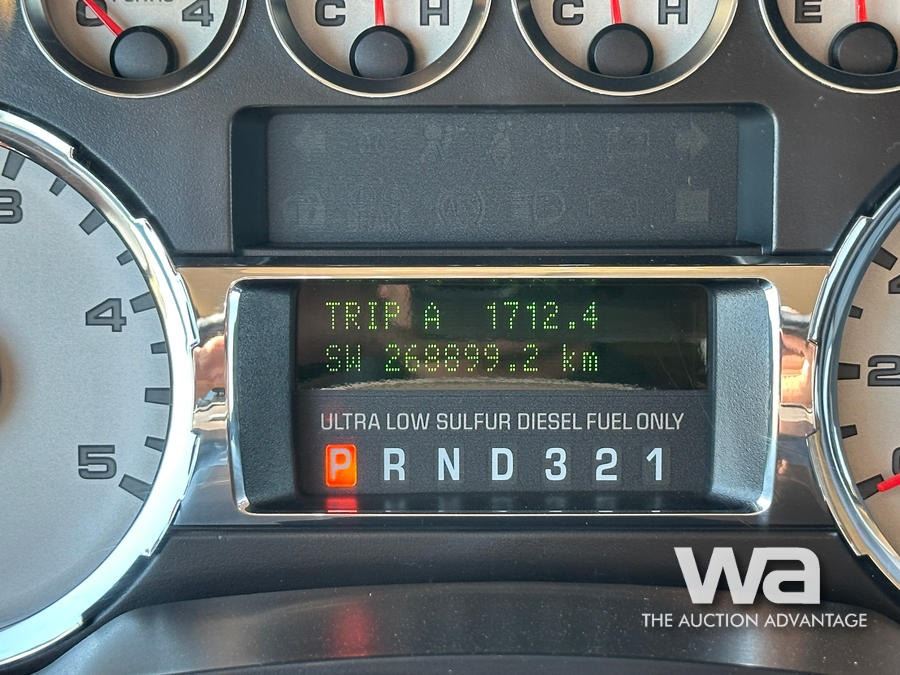 C 4
C H
C H
E
3
4
5
2
TRIP A 1712.4
SW 268899.2 km
ULTRA LOW SULFUR DIESEL FUEL ONLY
P R N D 3 2 1
wa
THE AUCTION ADVANTAGE